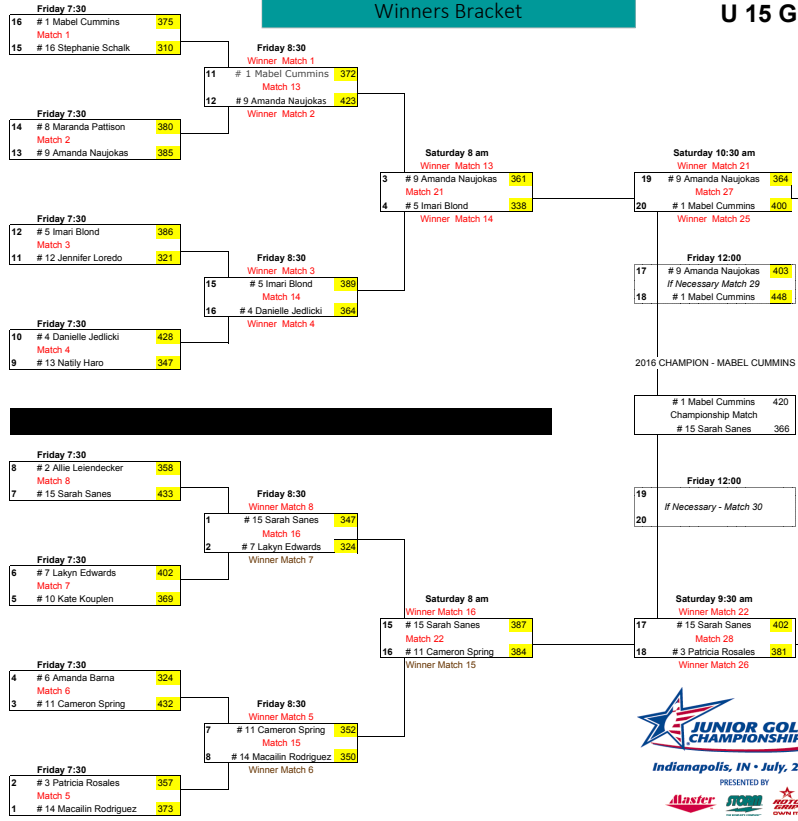 Winners Bracket
U 15 G
Friday 7:30
16 # 1 Mabel Cummins 375
Match 1
15 # 16 Stephanie Schalk 310
Friday 7:30
14 # 8 Maranda Pattison 380
Match 2
13 # 9 Amanda Naujokas 385
Friday 7:30
12 # 5 Imari Blond 386
Match 3
11 # 12 Jennifer Loredo 321
Friday 7:30
10 # 4 Danielle Jedlicki 428
Match 4
9 # 13 Natily Haro 347
Friday 8:30
Winner Match 1
11 # 1 Mabel Cummins 372
Match 13
12 # 9 Amanda Naujokas 423
Winner Match 2
Friday 8:30
Winner Match 3
15 # 5 Imari Blond 389
Match 14
16 # 4 Danielle Jedlicki 364
Winner Match 4
Saturday 8 am
Winner Match 13
3 # 9 Amanda Naujokas 361
Match 21
4 # 5 Imari Blond 338
Winner Match 14
Saturday 10:30 am
Winner Match 21
19 # 9 Amanda Naujokas 364
Match 27
20 # 1 Mabel Cummins 400
Winner Match 25
Friday 12:00
17 # 9 Amanda Naujokas 403
If Necessary Match 29
18 # 1 Mabel Cummins 448
2016 CHAMPION - MABEL CUMMINS
# 1 Mabel Cummins 420
Championship Match
# 15 Sarah Sanes 366
Friday 7:30
8 # 2 Allie Leiendecker 358
Match 8
7 # 15 Sarah Sanes 433
Friday 7:30
6 # 7 Lakyn Edwards 402
Match 7
5 # 10 Kate Kouplen 369
Friday 7:30
4 # 6 Amanda Barna 324
Match 6
3 # 11 Cameron Spring 432
Friday 7:30
2 # 3 Patricia Rosales 357
Match 5
1 # 14 Macailin Rodriguez 373
Friday 8:30
Winner Match 8
1 # 15 Sarah Sanes 347
Match 16
2 # 7 Lakyn Edwards 324
Winner Match 7
Friday 8:30
Winner Match 5
7 # 11 Cameron Spring 352
Match 15
8 # 14 Macailin Rodriguez 350
Winner Match 6
Saturday 8 am
Winner Match 16
15 # 15 Sarah Sanes 387
Match 22
16 # 11 Cameron Spring 384
Winner Match 15
Friday 12:00
19
If Necessary - Match 30
20
Saturday 9:30 am
Winner Match 22
17 # 15 Sarah Sanes 402
Match 28
18 # 3 Patricia Rosales 381
Winner Match 26
JUNIOR GOL
CHAMPIONSHIP
Indianapolis, IN • July, 2
PRESENTED BY
Master STORM ROTO
GRIP
OWN IT